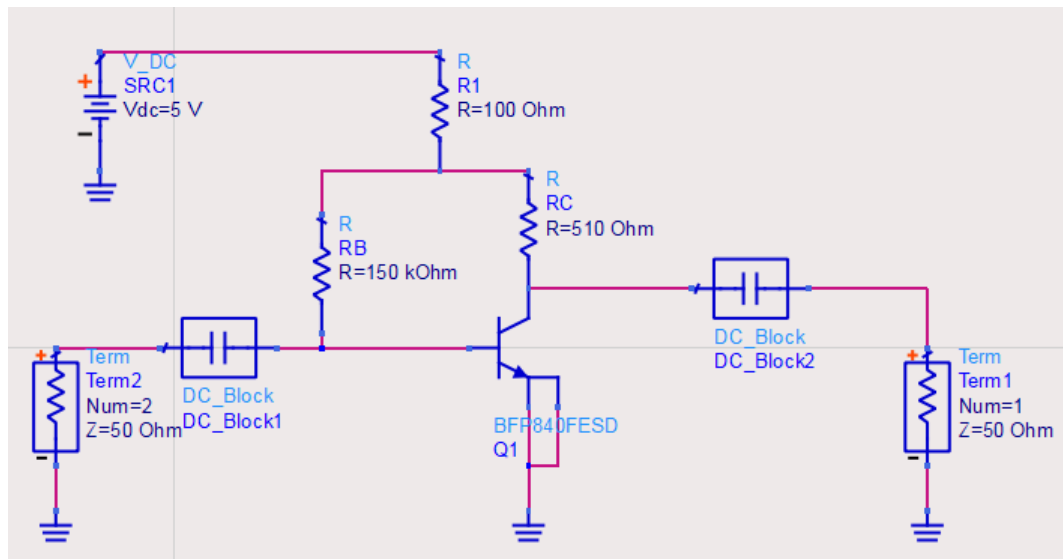 V_DC
SRC1
Vdc=5 V
R
R1
R=100 Ohm
R
RB
R=150 kOhm
R
RC
R=510 Ohm
DC_Block
DC_Block2
Term
Term2
Num=2
Z=50 Ohm
DC_Block
DC_Block1
BFP840FESD
Q1
Term
Term1
Num=1
Z=50 Ohm